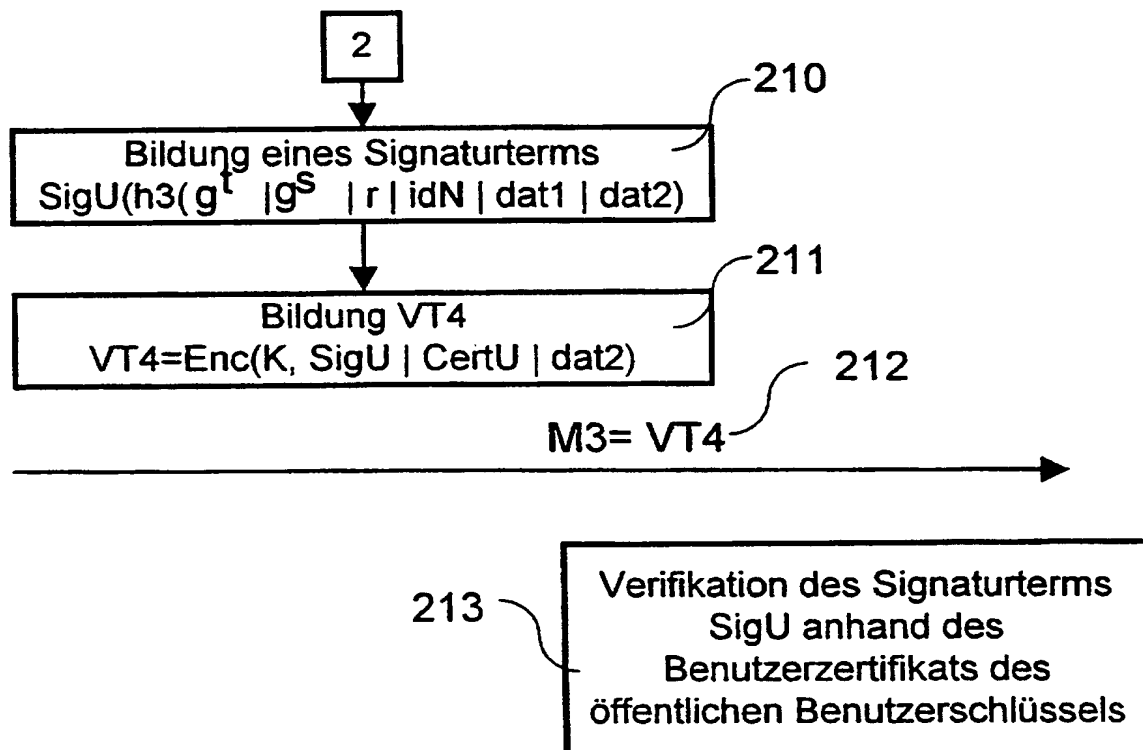 2
210
Bildung eines Signaturterms
SigU(h3( g^t | g^s | r | idN | dat1 | dat2)
211
Bildung VT4
VT4=Enc(K, SigU | CertU | dat2)
212
M3= VT4
213
Verifikation des Signaturterms
SigU anhand des
Benutzerzertifikats des
öffentlichen Benutzerschlüssels